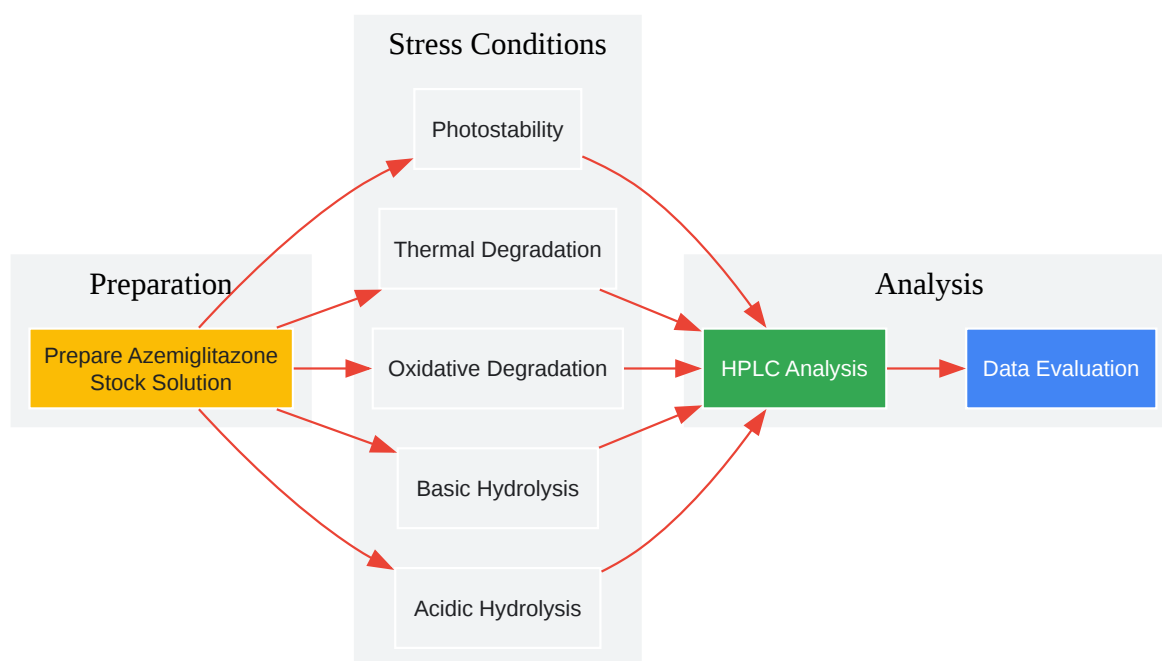 Stress Conditions
Photostability
Thermal Degradation
Preparation
Analysis
Prepare Azemiglitazone
Stock Solution
Oxidative Degradation
HPLC Analysis
Data Evaluation
Basic Hydrolysis
Acidic Hydrolysis